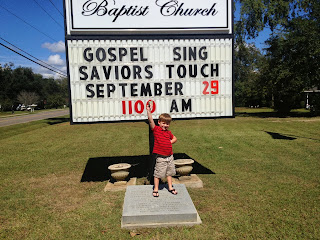 Baptist Church
GOSPEL SING
SAVIORS TOUCH
SEPTEMBER 29
1100 AM